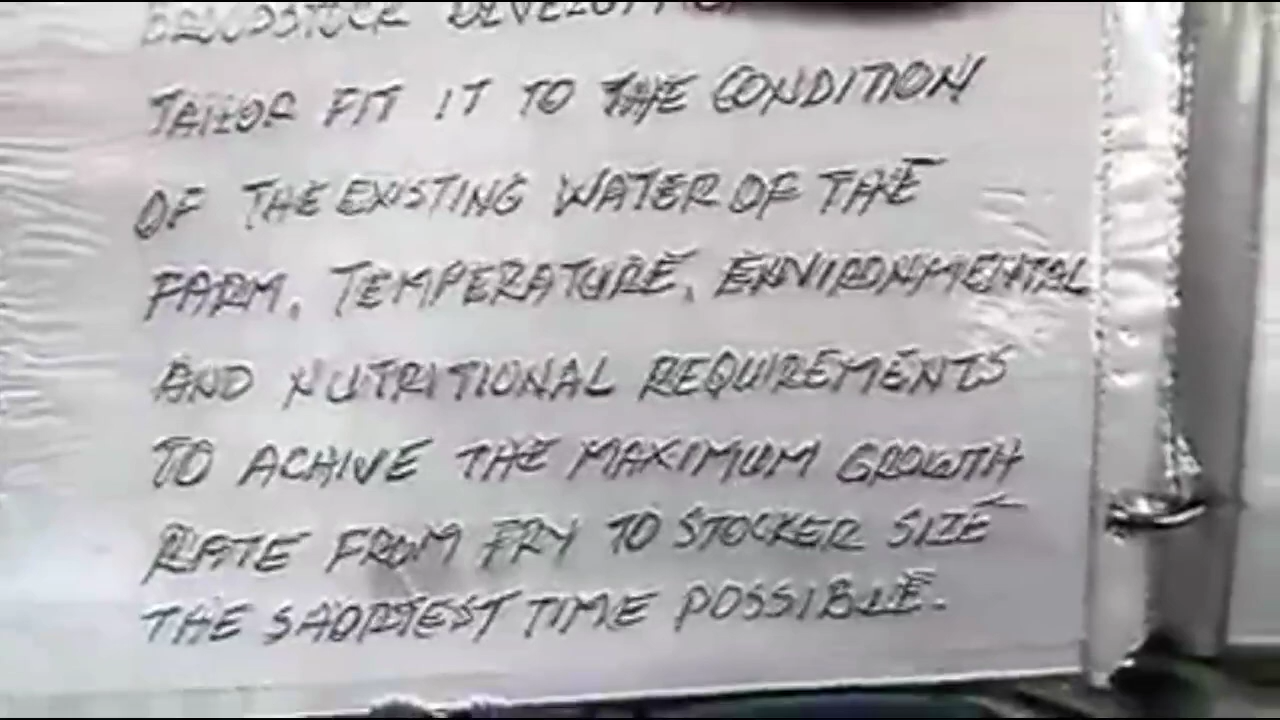 BROODSTOCK
TAILOR FIT IT TO THE CONDITION
OF THE EXISTING WATER OF THE
FARM, TEMPERATURE, ENVIRONMENTAL
AND NUTRITIONAL REQUIREMENTS
TO ACHIVE THE MAXIMUM GROWTH
RATE FROM FRY TO STOCKER SIZE
THE SHORTEST TIME POSSIBLE.